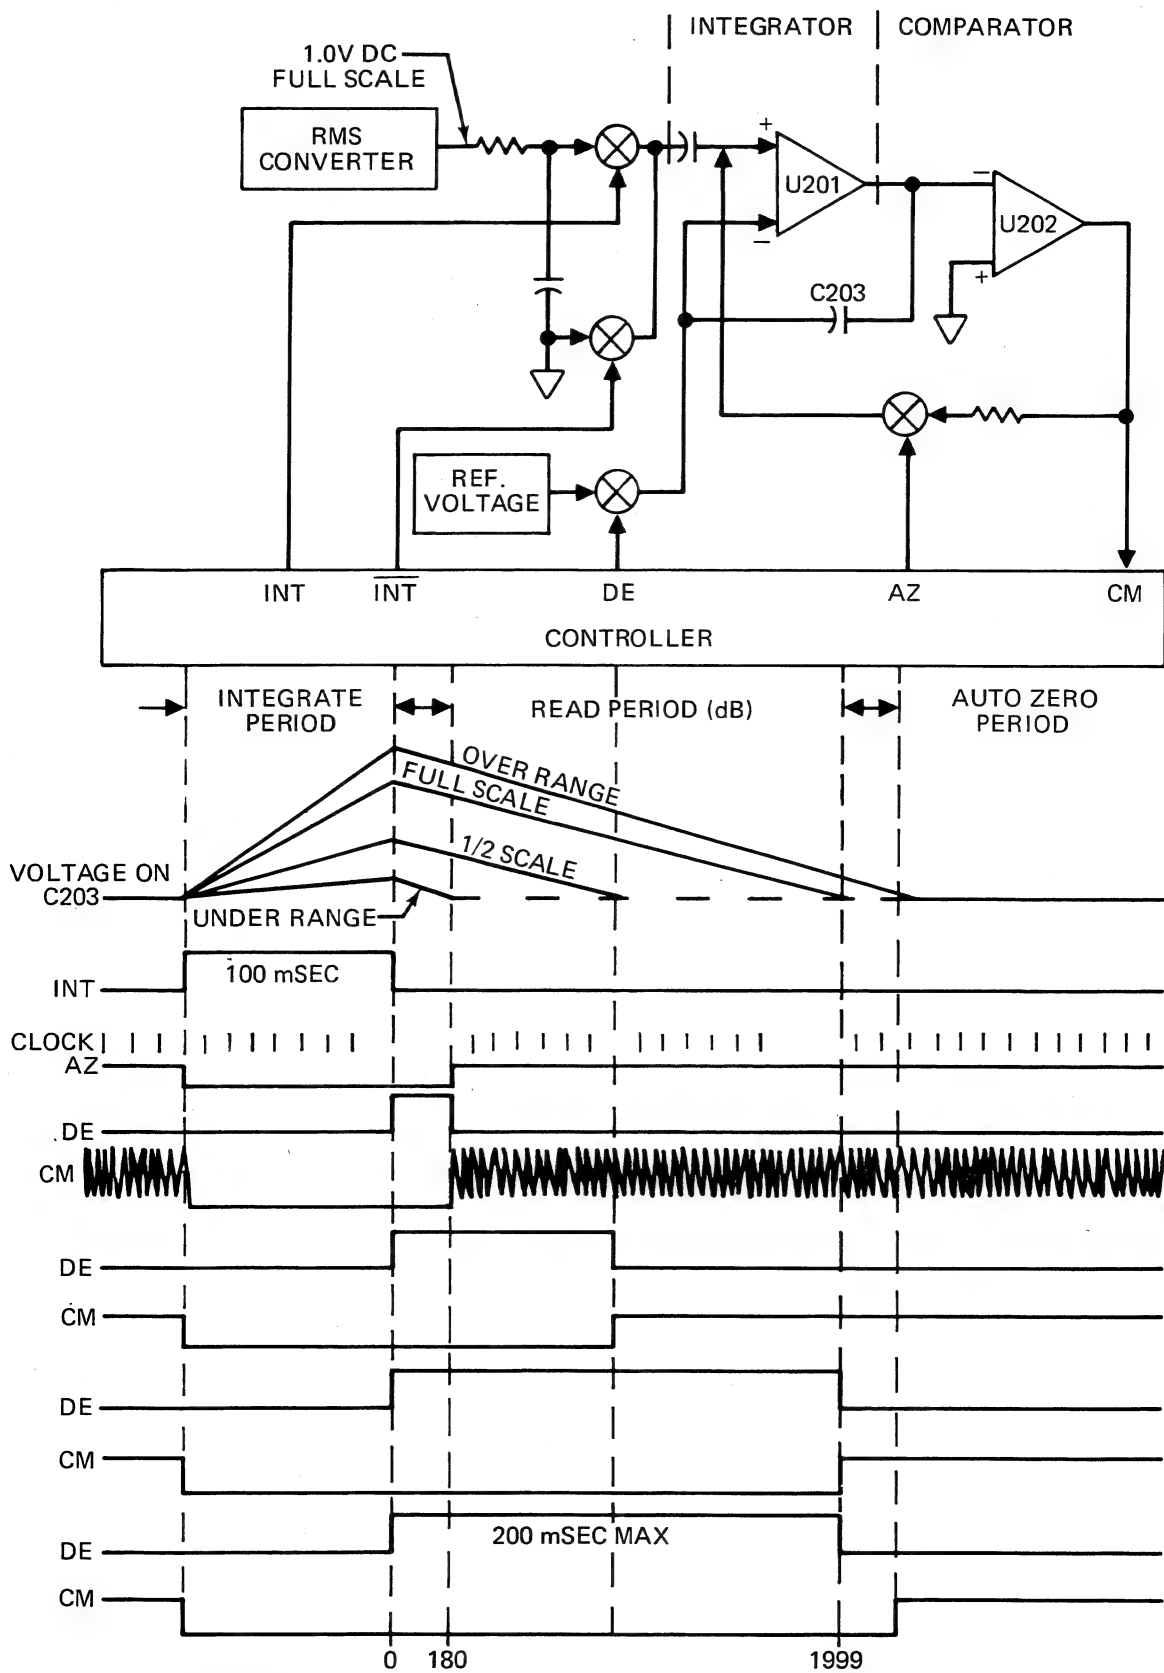 INTEGRATOR
COMPARATOR
1.0V DC
FULL SCALE
RMS
CONVERTER
+
−
U201
−
+
U202
C203
REF.
VOLTAGE
INT
INT
DE
AZ
CM
CONTROLLER
INTEGRATE
PERIOD
READ PERIOD (dB)
AUTO ZERO
PERIOD
OVER RANGE
FULL SCALE
1/2 SCALE
VOLTAGE ON
C203
UNDER RANGE
INT
100 mSEC
CLOCK
AZ
DE
CM
DE
CM
DE
CM
DE
200 mSEC MAX
CM
0
180
1999